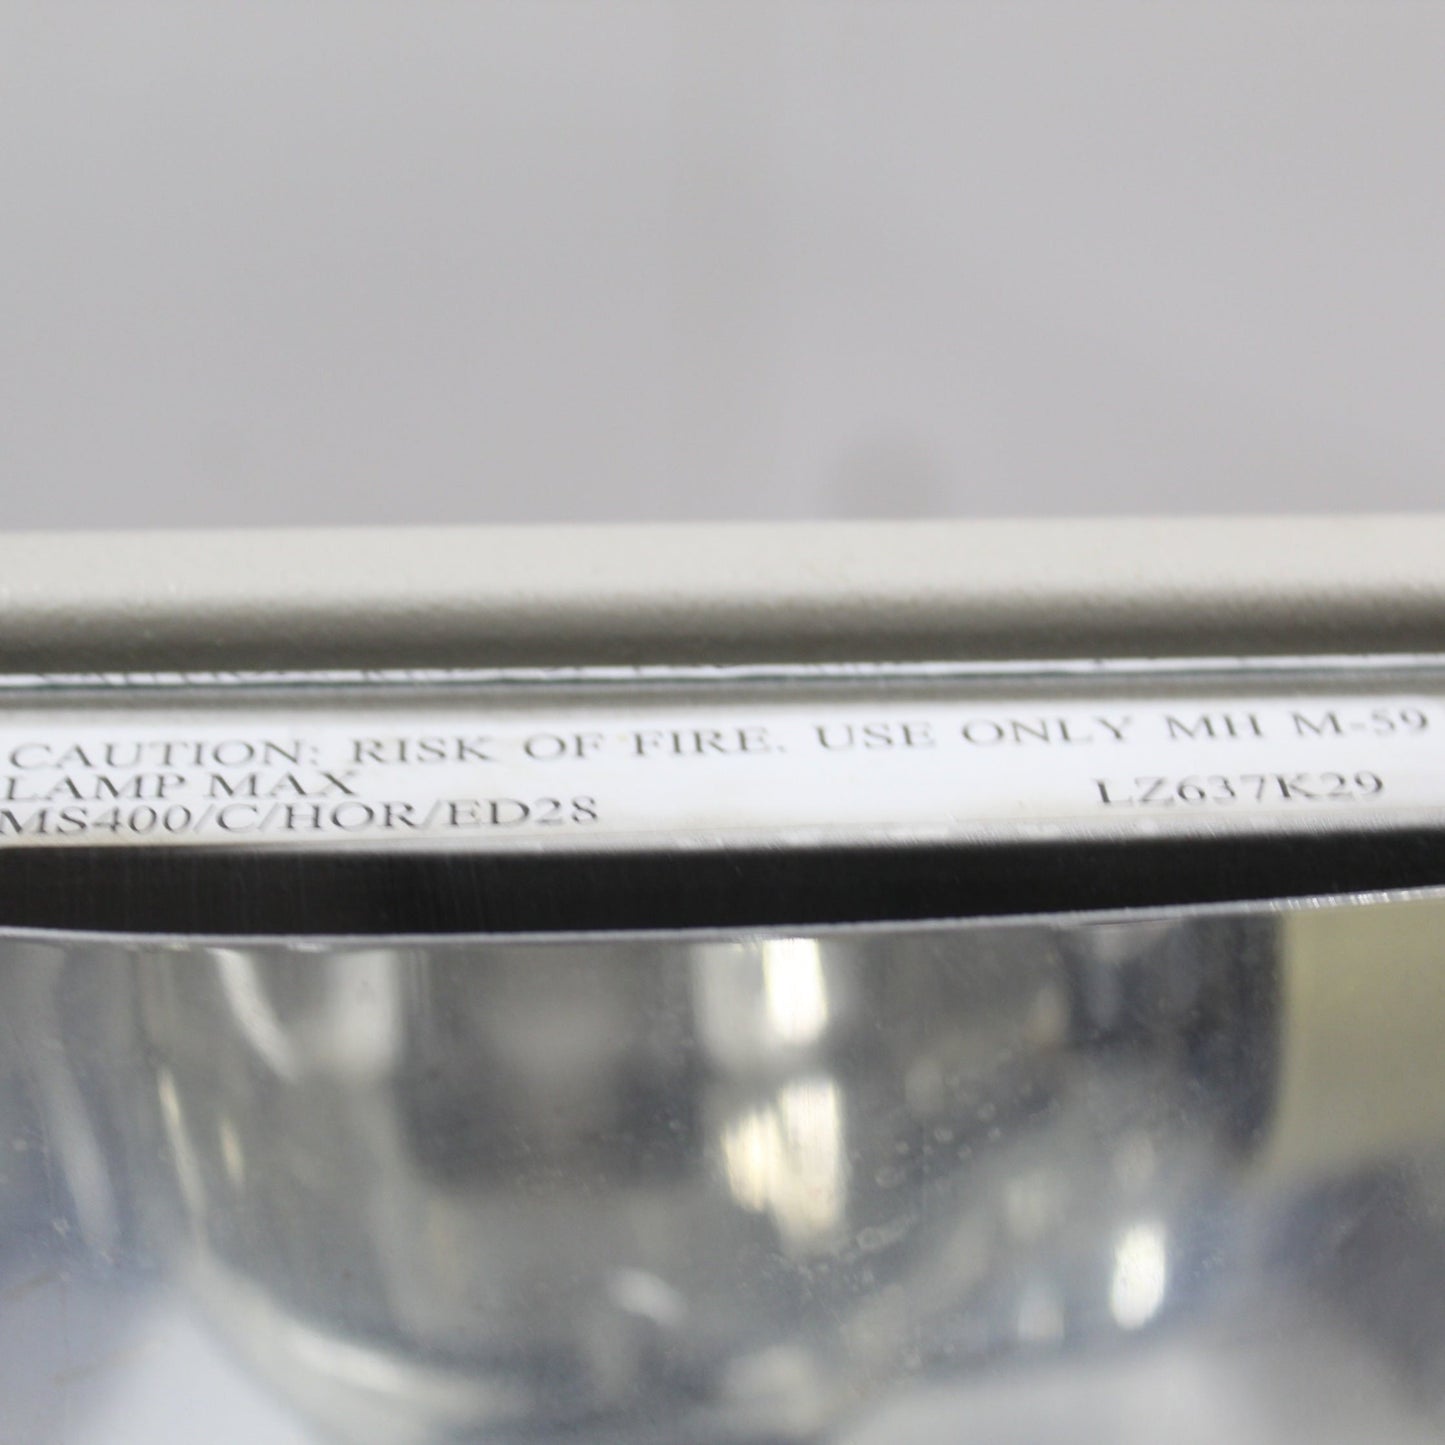 CAUTION: RISK OF FIRE. USE ONLY MH M-59
LAMP MAX
MS400/C/HOR/ED28 LZ637K29